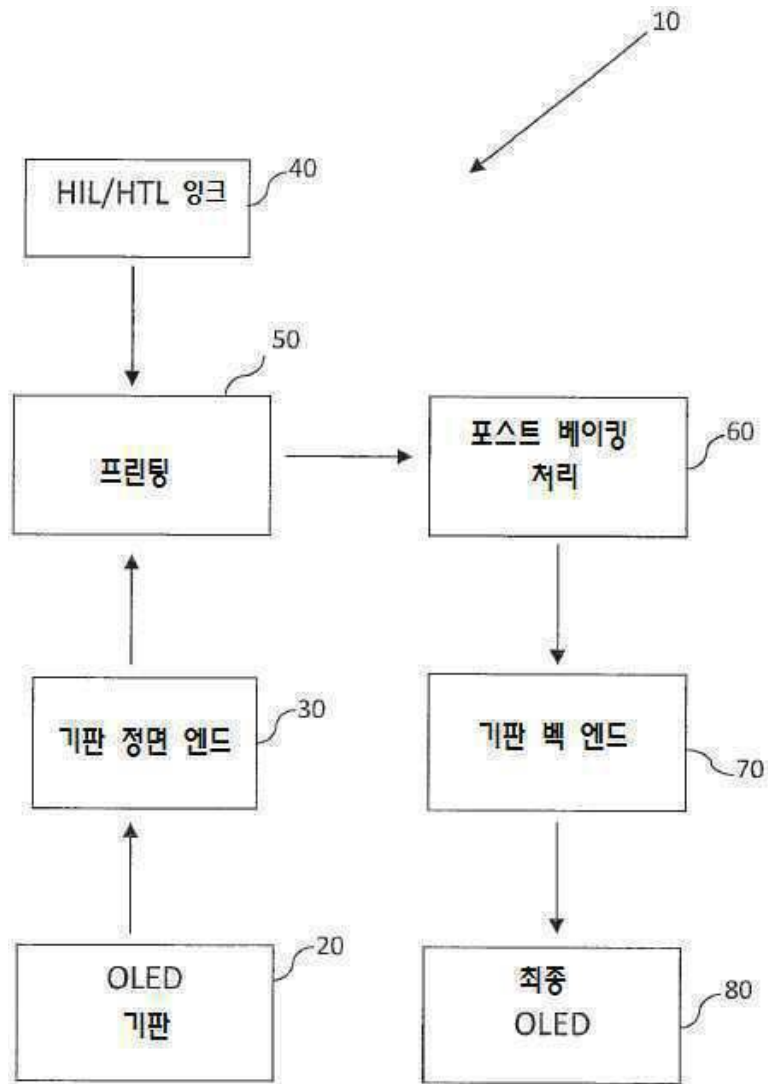 10
HIL/HTL 잉크
40
50
프린팅
포스트 베이킹
처리
60
기판 정면 엔드
30
기판 백 엔드
70
OLED
기판
20
최종
OLED
80